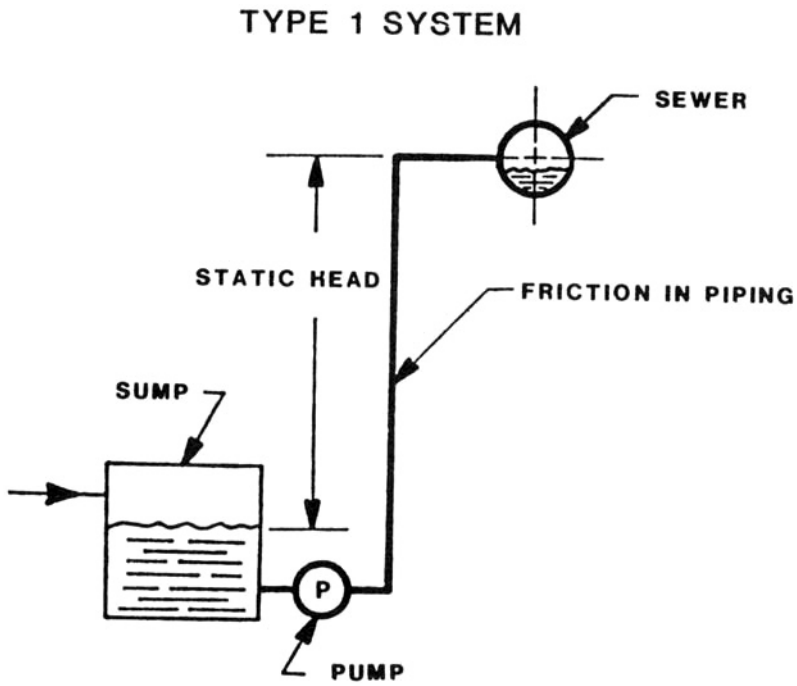 TYPE 1 SYSTEM
SEWER
STATIC HEAD
FRICTION IN PIPING
SUMP
P
PUMP